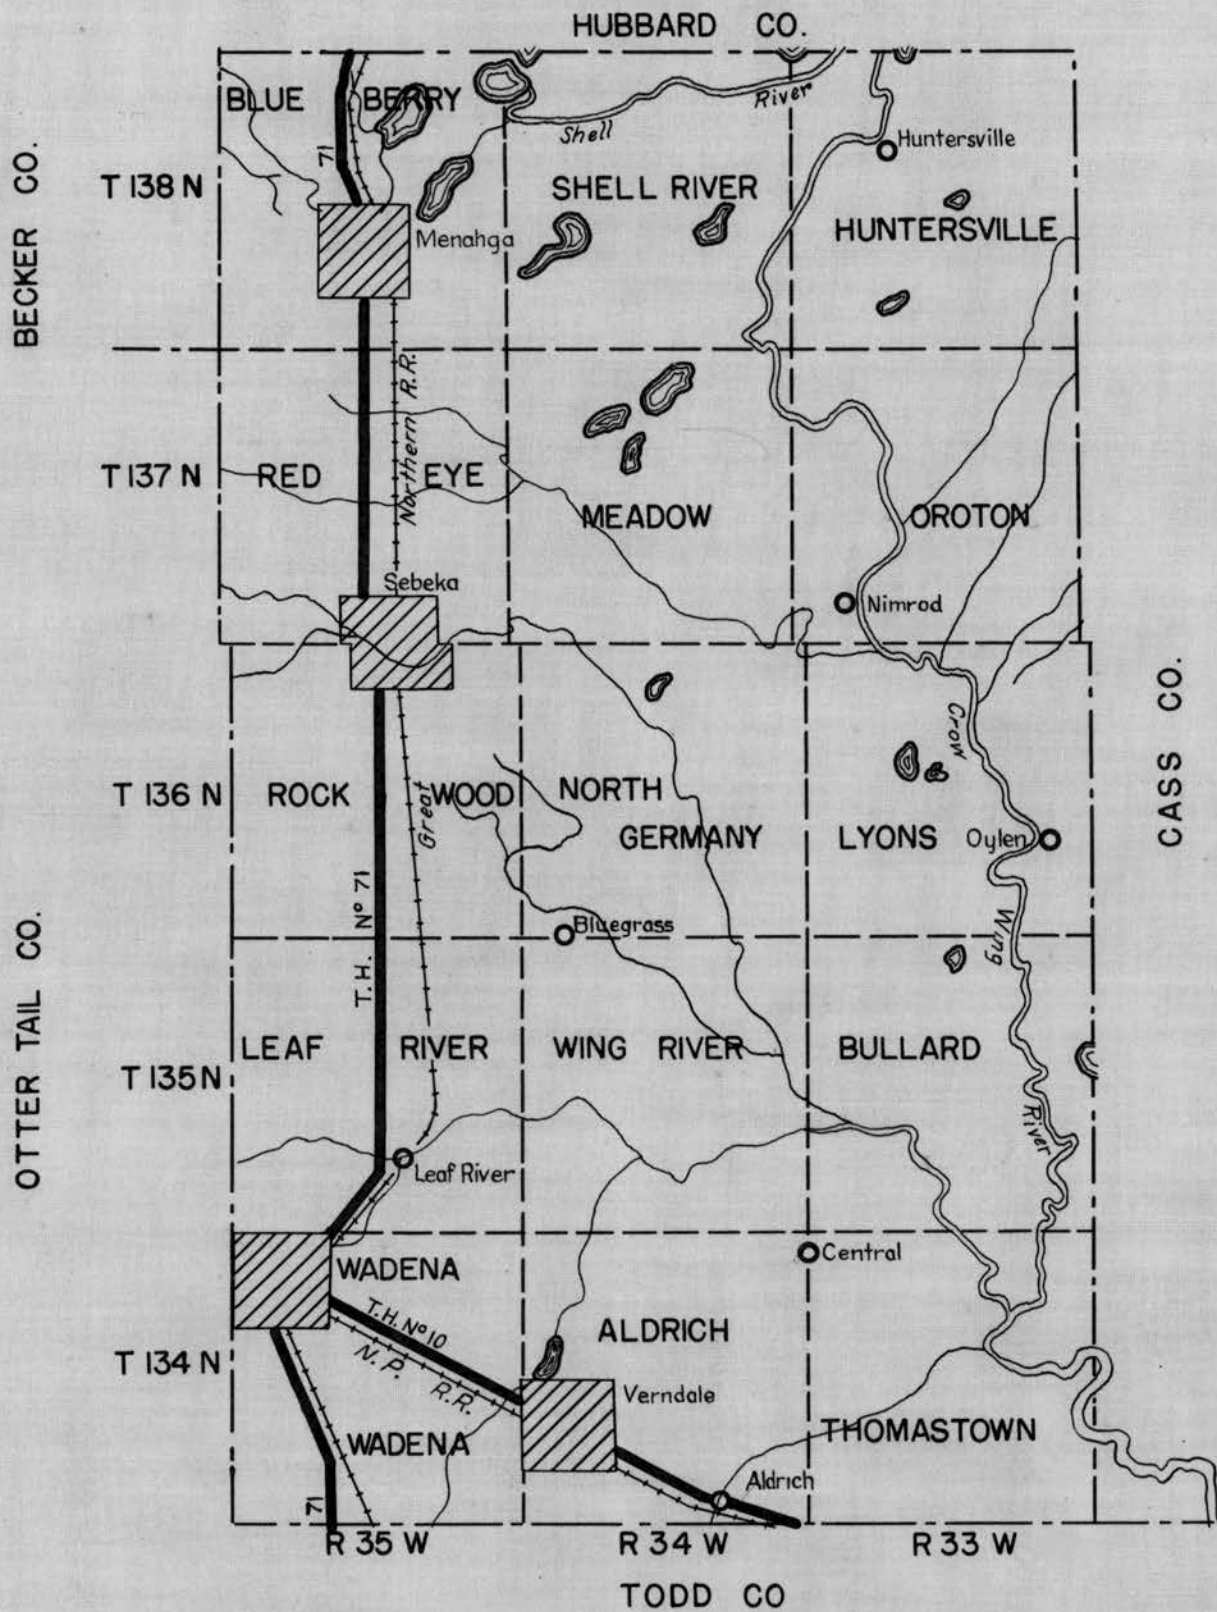 HUBBARD CO.
BLUE BERRY
71
River
Shell
Huntersville
BECKER CO.
T 138 N
SHELL RIVER
Menahga
HUNTERSVILLE
Northern R.R.
T 137 N
RED EYE
MEADOW
OROTON
Sebeka
Nimrod
CASS CO.
Crow
T 136 N
ROCK WOOD
Great
NORTH
GERMANY
LYONS
Oylen
T.H. Nº 71
Bluegrass
Wing
OTTER TAIL CO.
LEAF RIVER
WING RIVER
BULLARD
T 135 N
River
Leaf River
Central
WADENA
T.H. Nº 10
N.P. R.R.
ALDRICH
T 134 N
Verndale
WADENA
THOMASTOWN
Aldrich
71
R 35 W
R 34 W
R 33 W
TODD CO